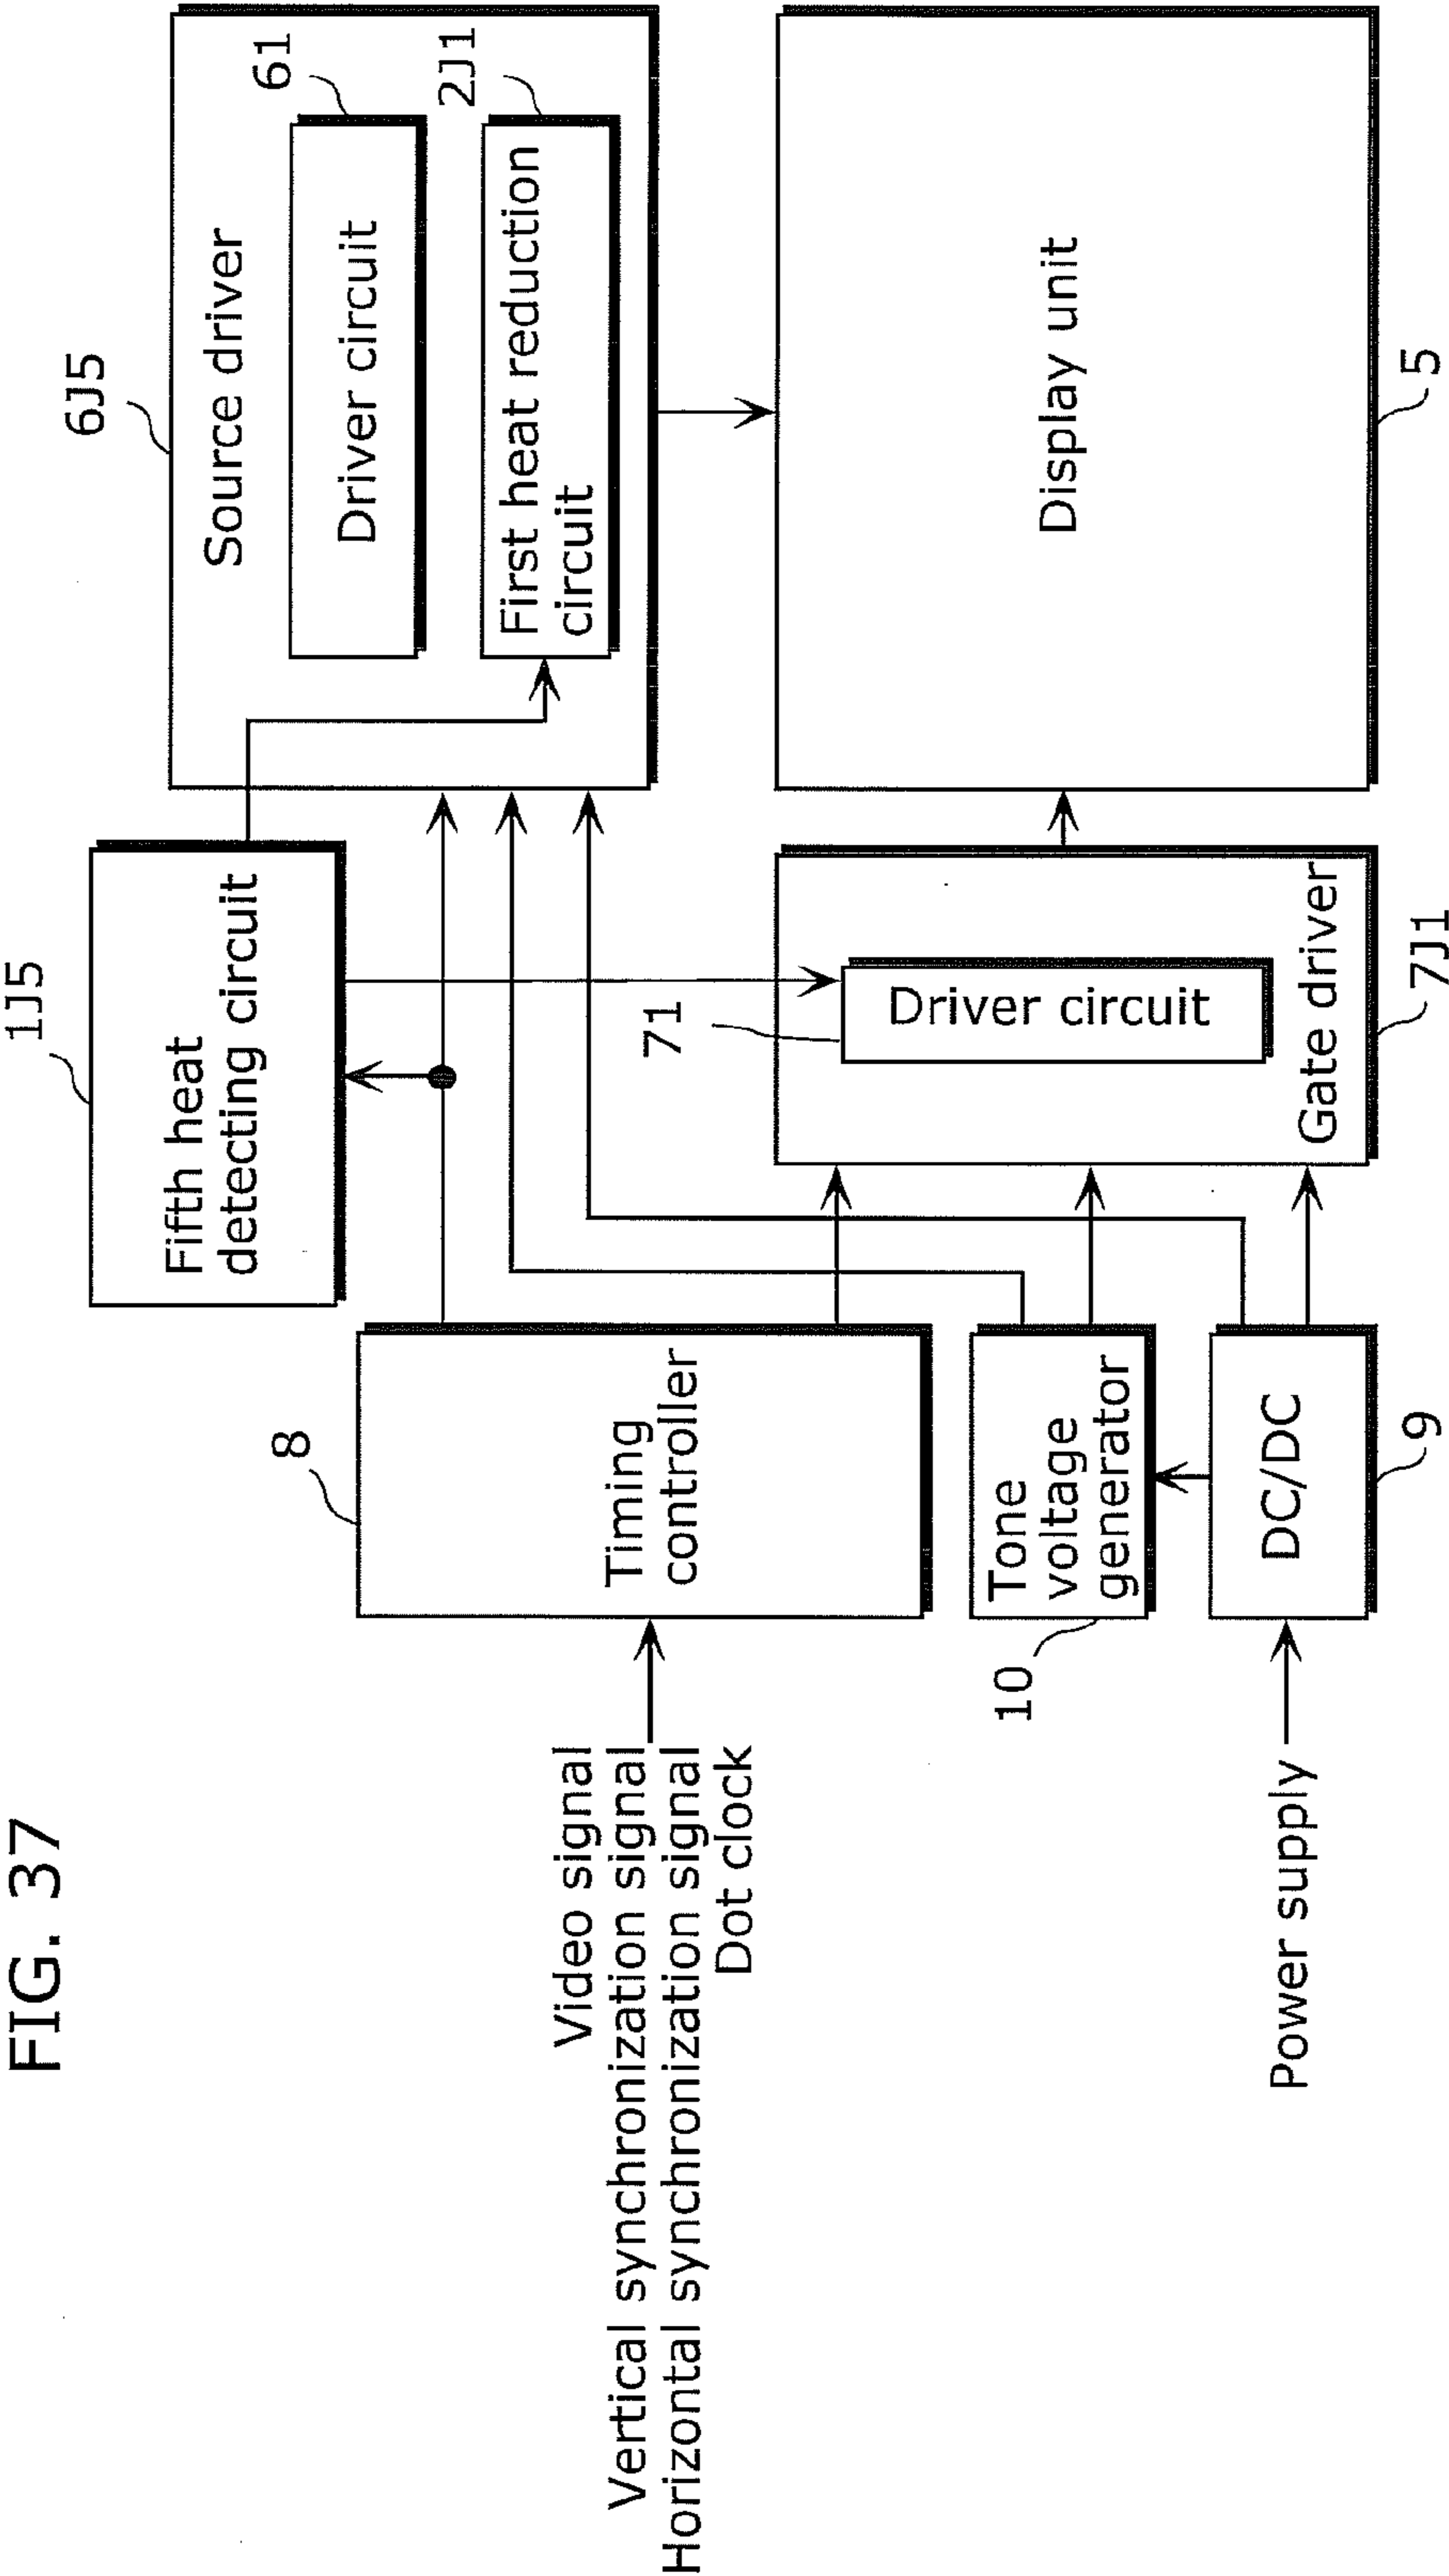 FIG. 37
1J5
Fifth heat
detecting circuit
6J5
Source driver
61
Driver circuit
2J1
First heat reduction
circuit
8
Timing
controller
Video signal
Vertical synchronization signal
Horizontal synchronization signal
Dot clock
71
Driver circuit
Gate driver
7J1
Display unit
5
10
Tone
voltage
generator
Power supply
DC/DC
9